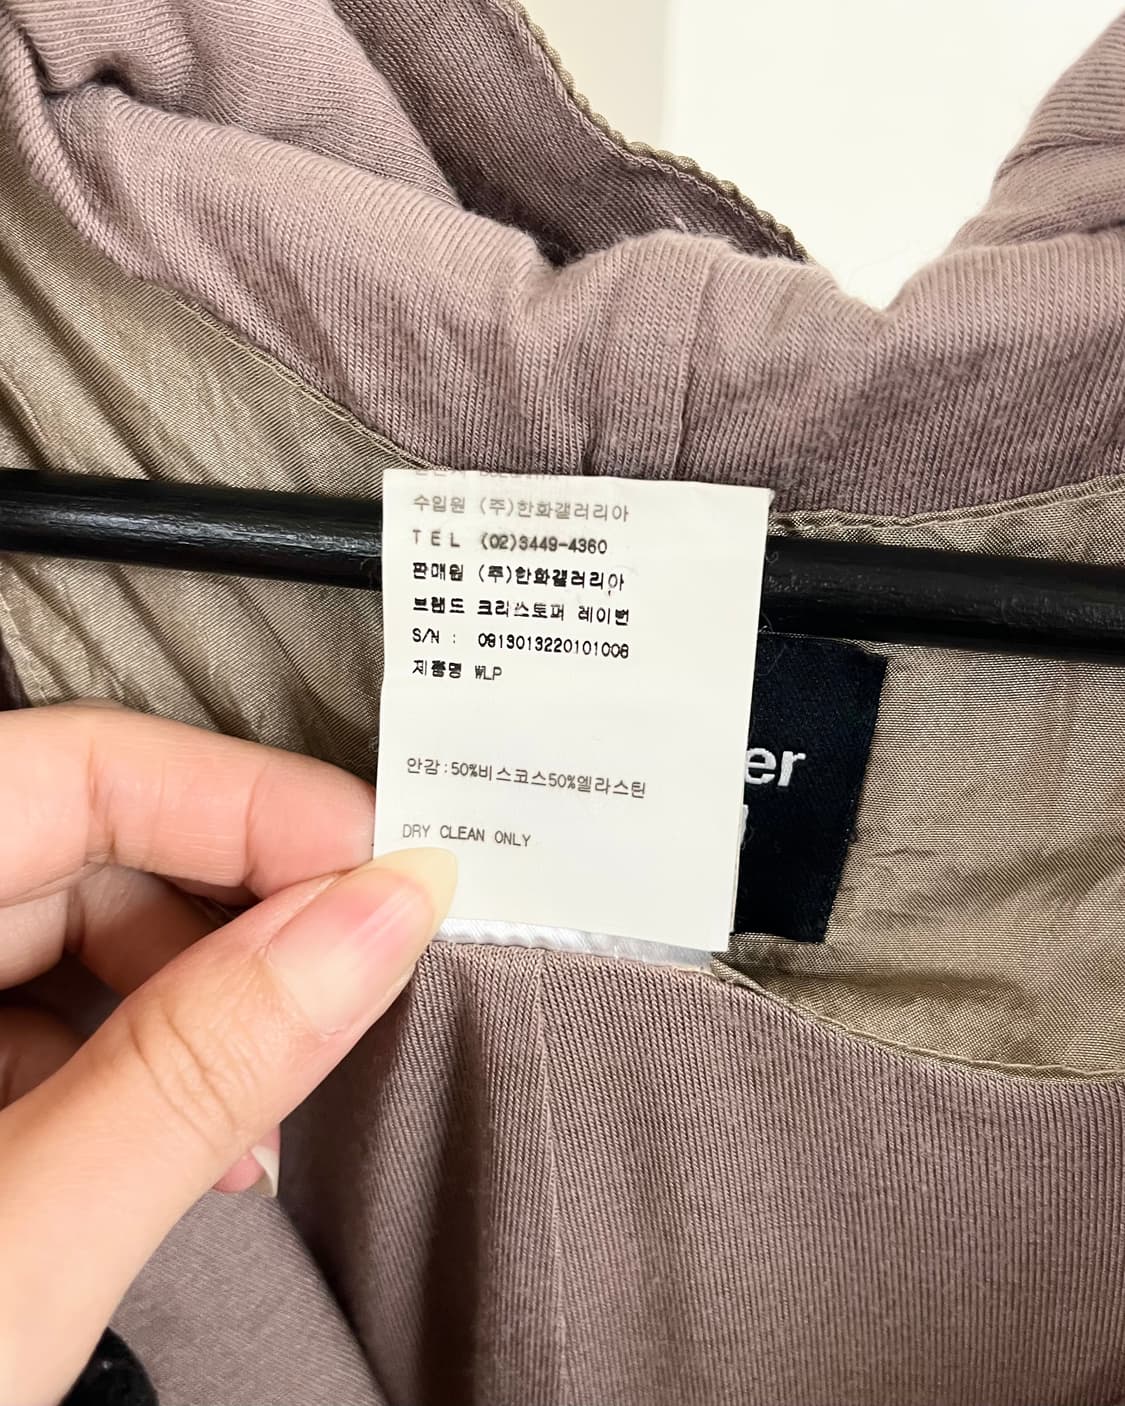 수입원 (주)한화갤러리아
TEL (02)3449-4360
판매원 (주)한화갤러리아
브랜드 크리스토퍼 레이번
S/N : 0913013220101006
제품명 WLP
안감:50%비스코스50%엘라스틴
DRY CLEAN ONLY
er